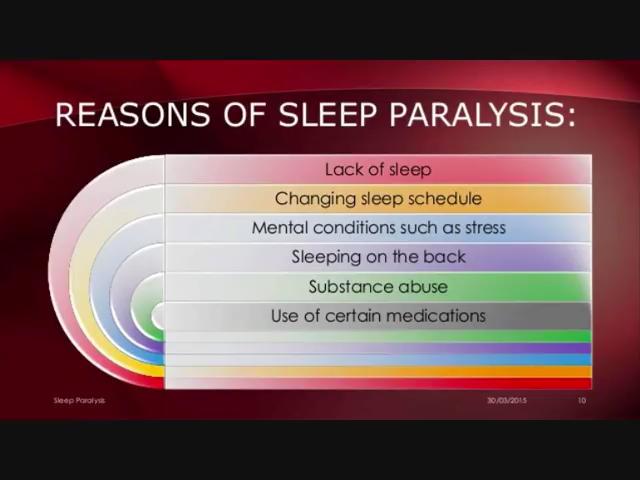 REASONS OF SLEEP PARALYSIS:
Lack of sleep
Changing sleep schedule
Mental conditions such as stress
Sleeping on the back
Substance abuse
Use of certain medications
Sleep Paralysis
30/03/2015
10